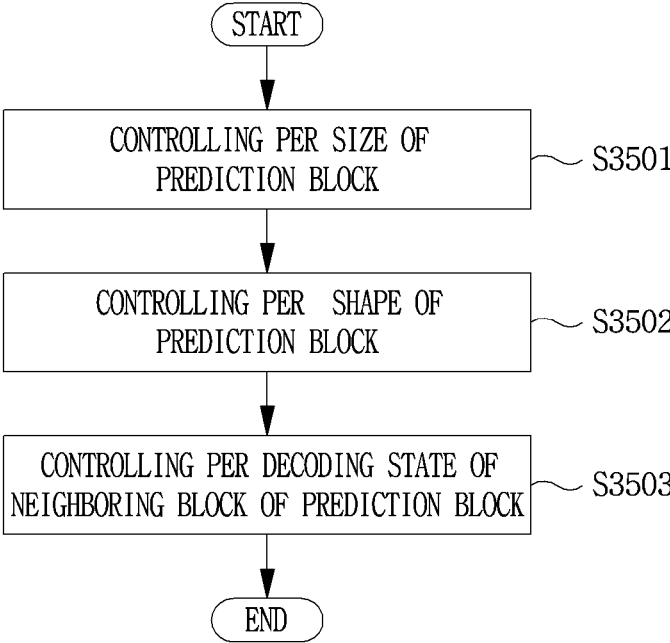 START
CONTROLLING PER SIZE OF
PREDICTION BLOCK
S3501
CONTROLLING PER SHAPE OF
PREDICTION BLOCK
S3502
CONTROLLING PER DECODING STATE OF
NEIGHBORING BLOCK OF PREDICTION BLOCK
S3503
END